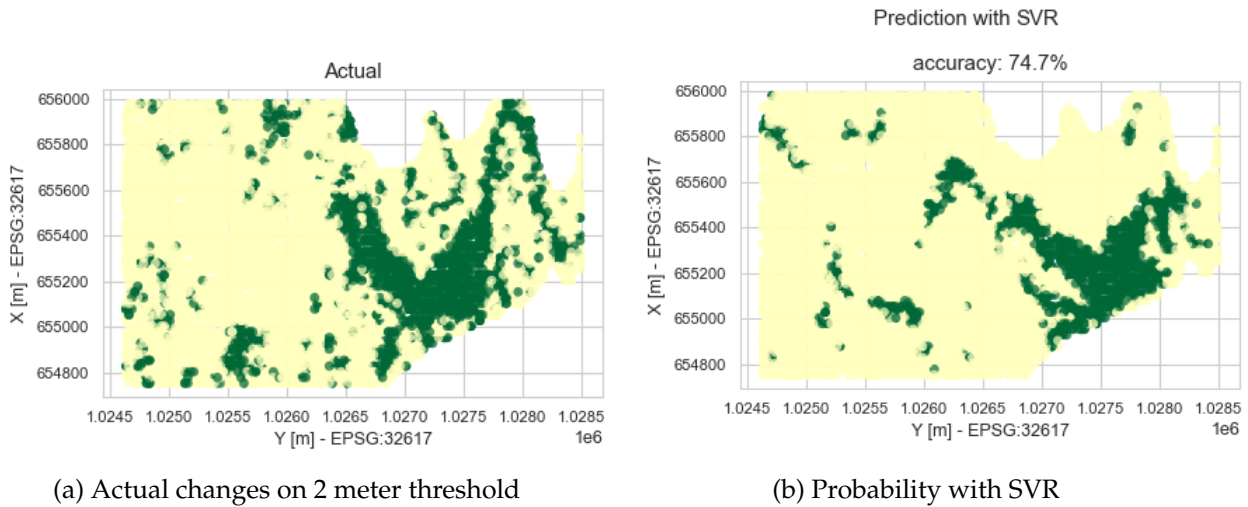 Actual
656000
655800
655600
655400
655200
655000
654800
X [m] - EPSG:32617
1.0245 1.0250 1.0255 1.0260 1.0265 1.0270 1.0275 1.0280 1.0285
1e6
Y [m] - EPSG:32617
(a) Actual changes on 2 meter threshold
Prediction with SVR
accuracy: 74.7%
656000
655800
655600
655400
655200
655000
654800
X [m] - EPSG:32617
1.0245 1.0250 1.0255 1.0260 1.0265 1.0270 1.0275 1.0280 1.0285
1e6
Y [m] - EPSG:32617
(b) Probability with SVR